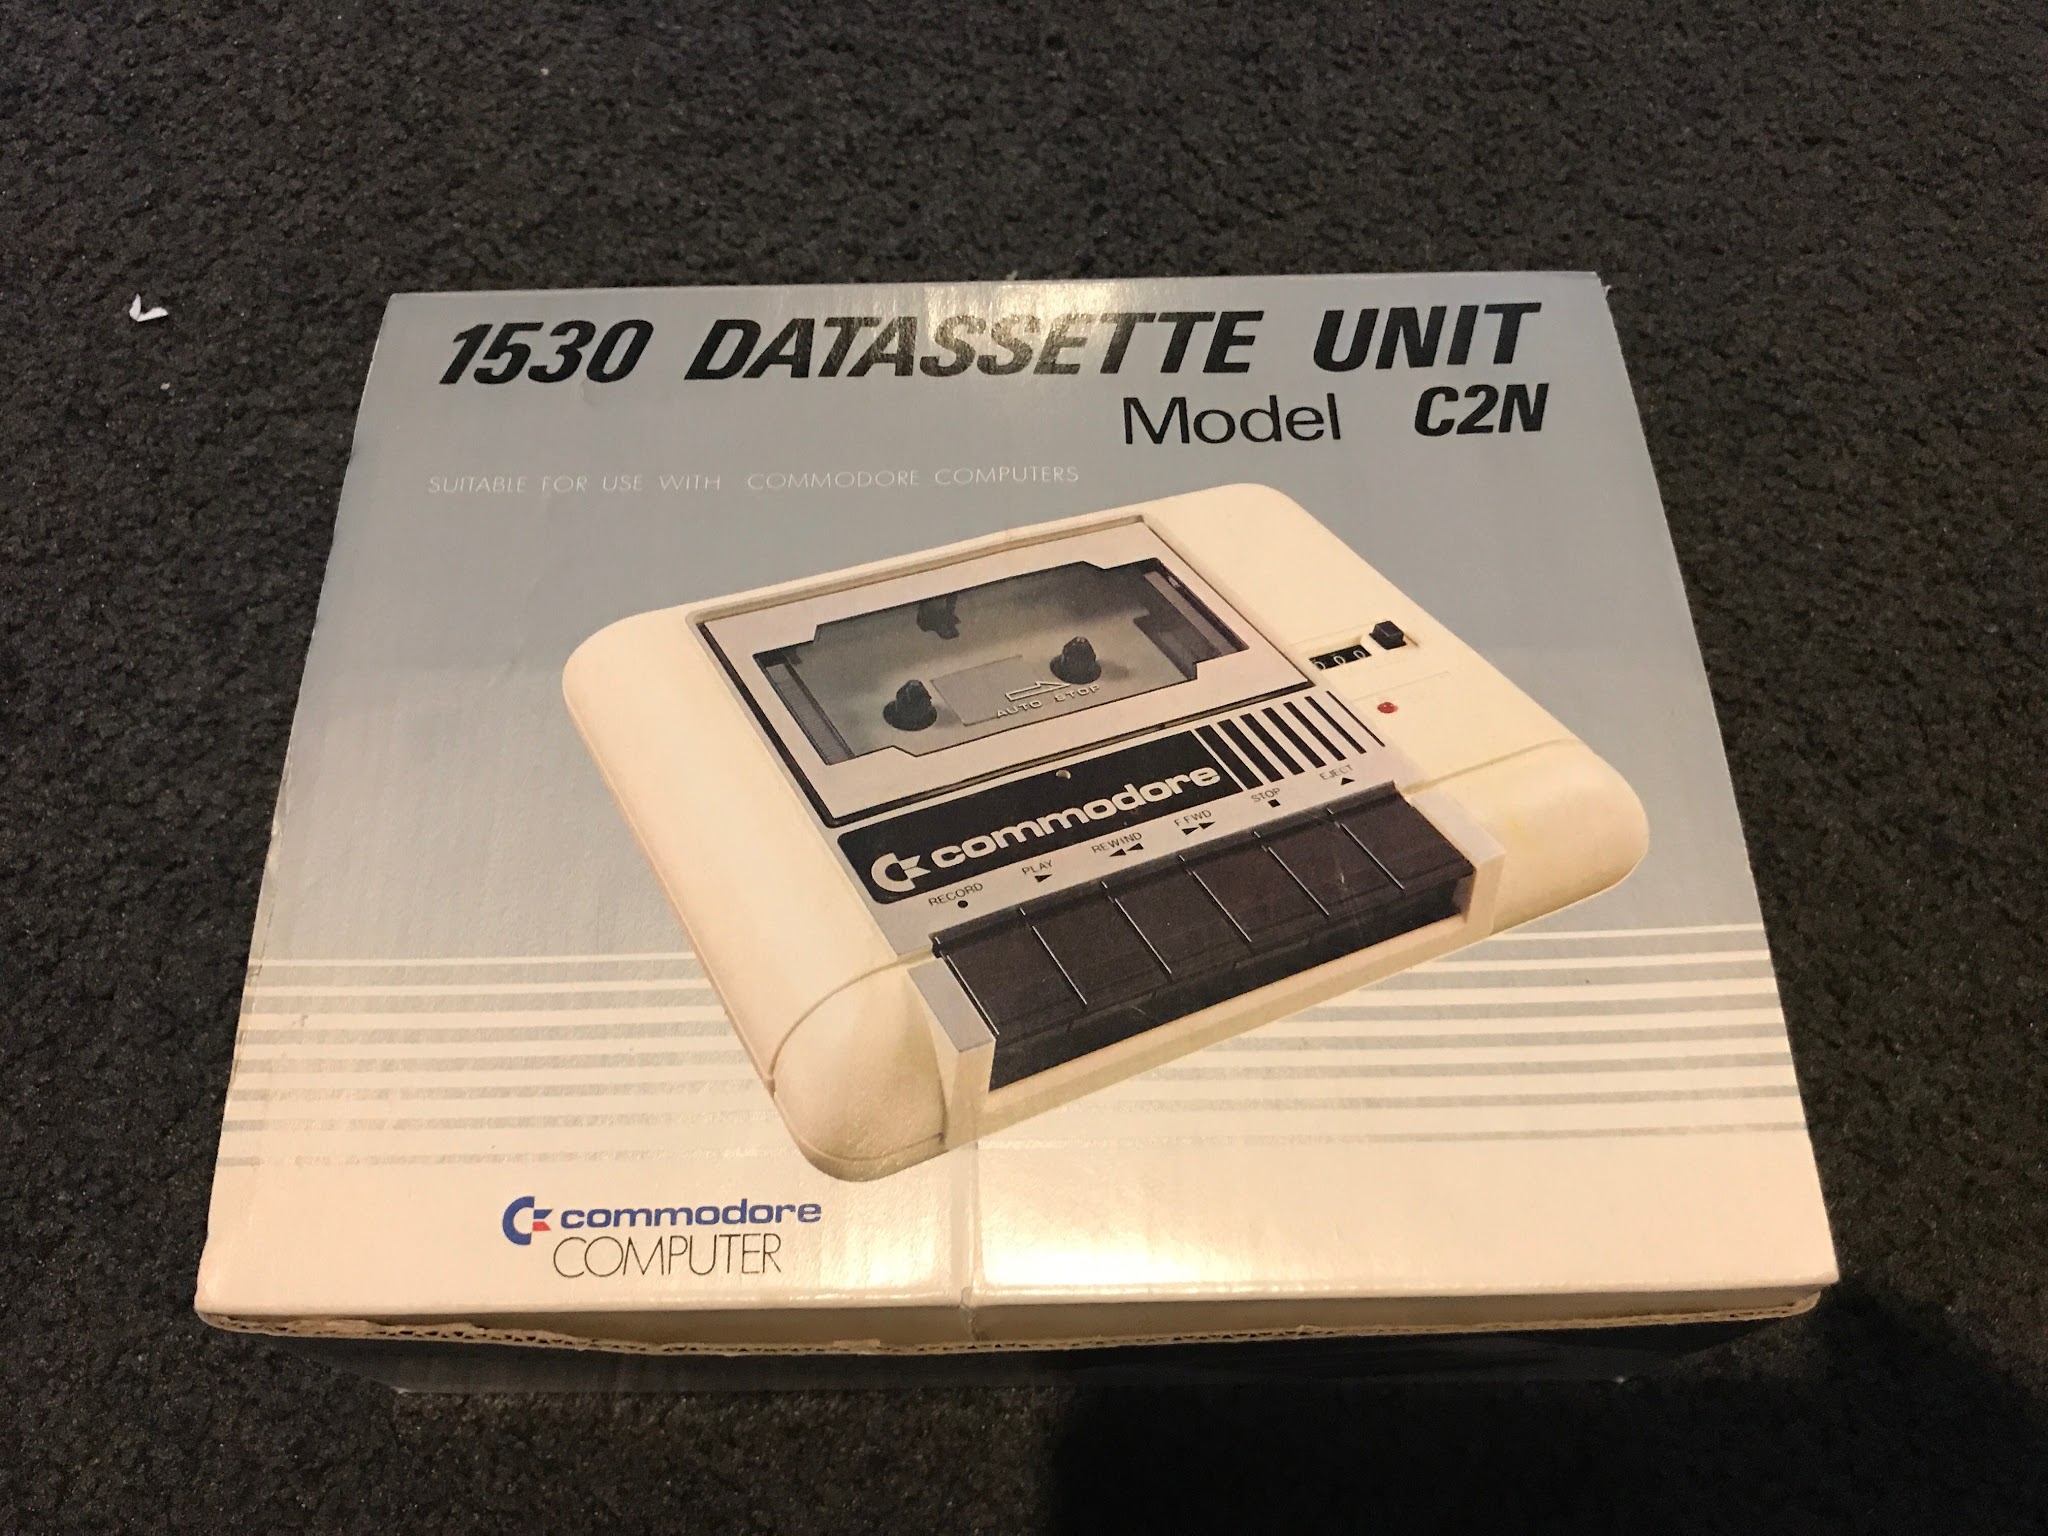 1530 DATASSETTE UNIT
Model C2N
SUITABLE FOR USE WITH COMMODORE COMPUTERS
000
AUTO STOP
commodore
RECORD PLAY REWIND F.FWD STOP EJECT
commodore
COMPUTER